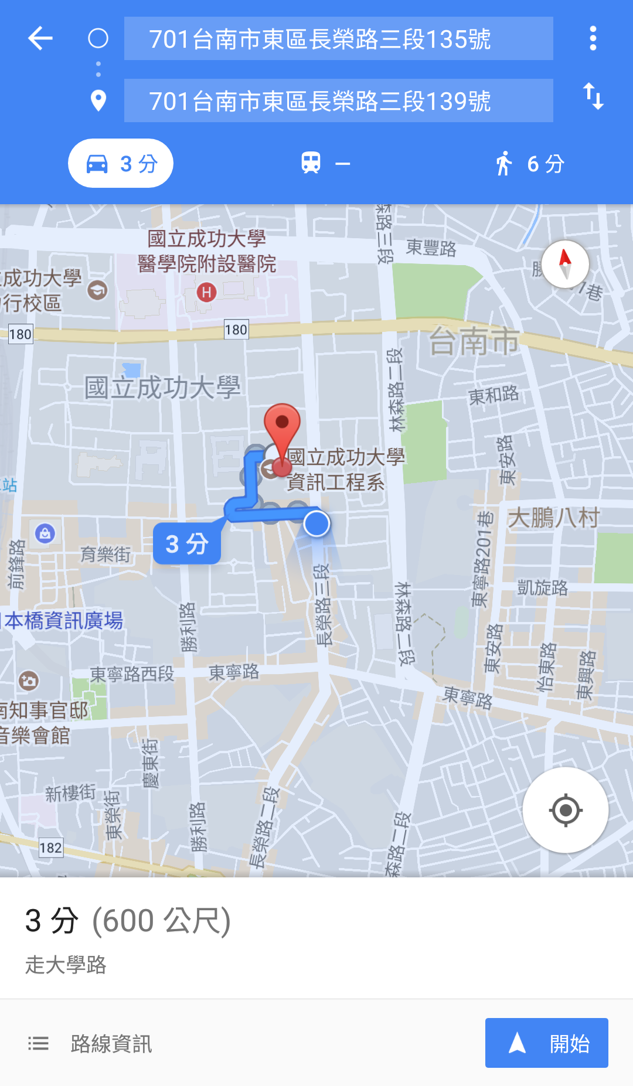 701台南市東區長榮路三段135號
701台南市東區長榮路三段139號
3 分
—
6 分
國立成功大學
醫學院附設醫院
東豐路
成功大學
行校區
H
180
180
台南市
國立成功大學
林森路二段
東和路
國立成功大學
資訊工程系
東安路
站
大鵬八村
3 分
育樂街
前鋒路
東寧路201巷
凱旋路
本橋資訊廣場
勝利路
長榮路三段
林森路二段
東安路
怡東路
東興路
東寧路西段
東寧路
東寧路
南知事官邸
音樂會館
慶東街
新樓街
東榮街
勝利路
長榮路二段
森路二段
182
3 分 (600 公尺)
走大學路
路線資訊
開始